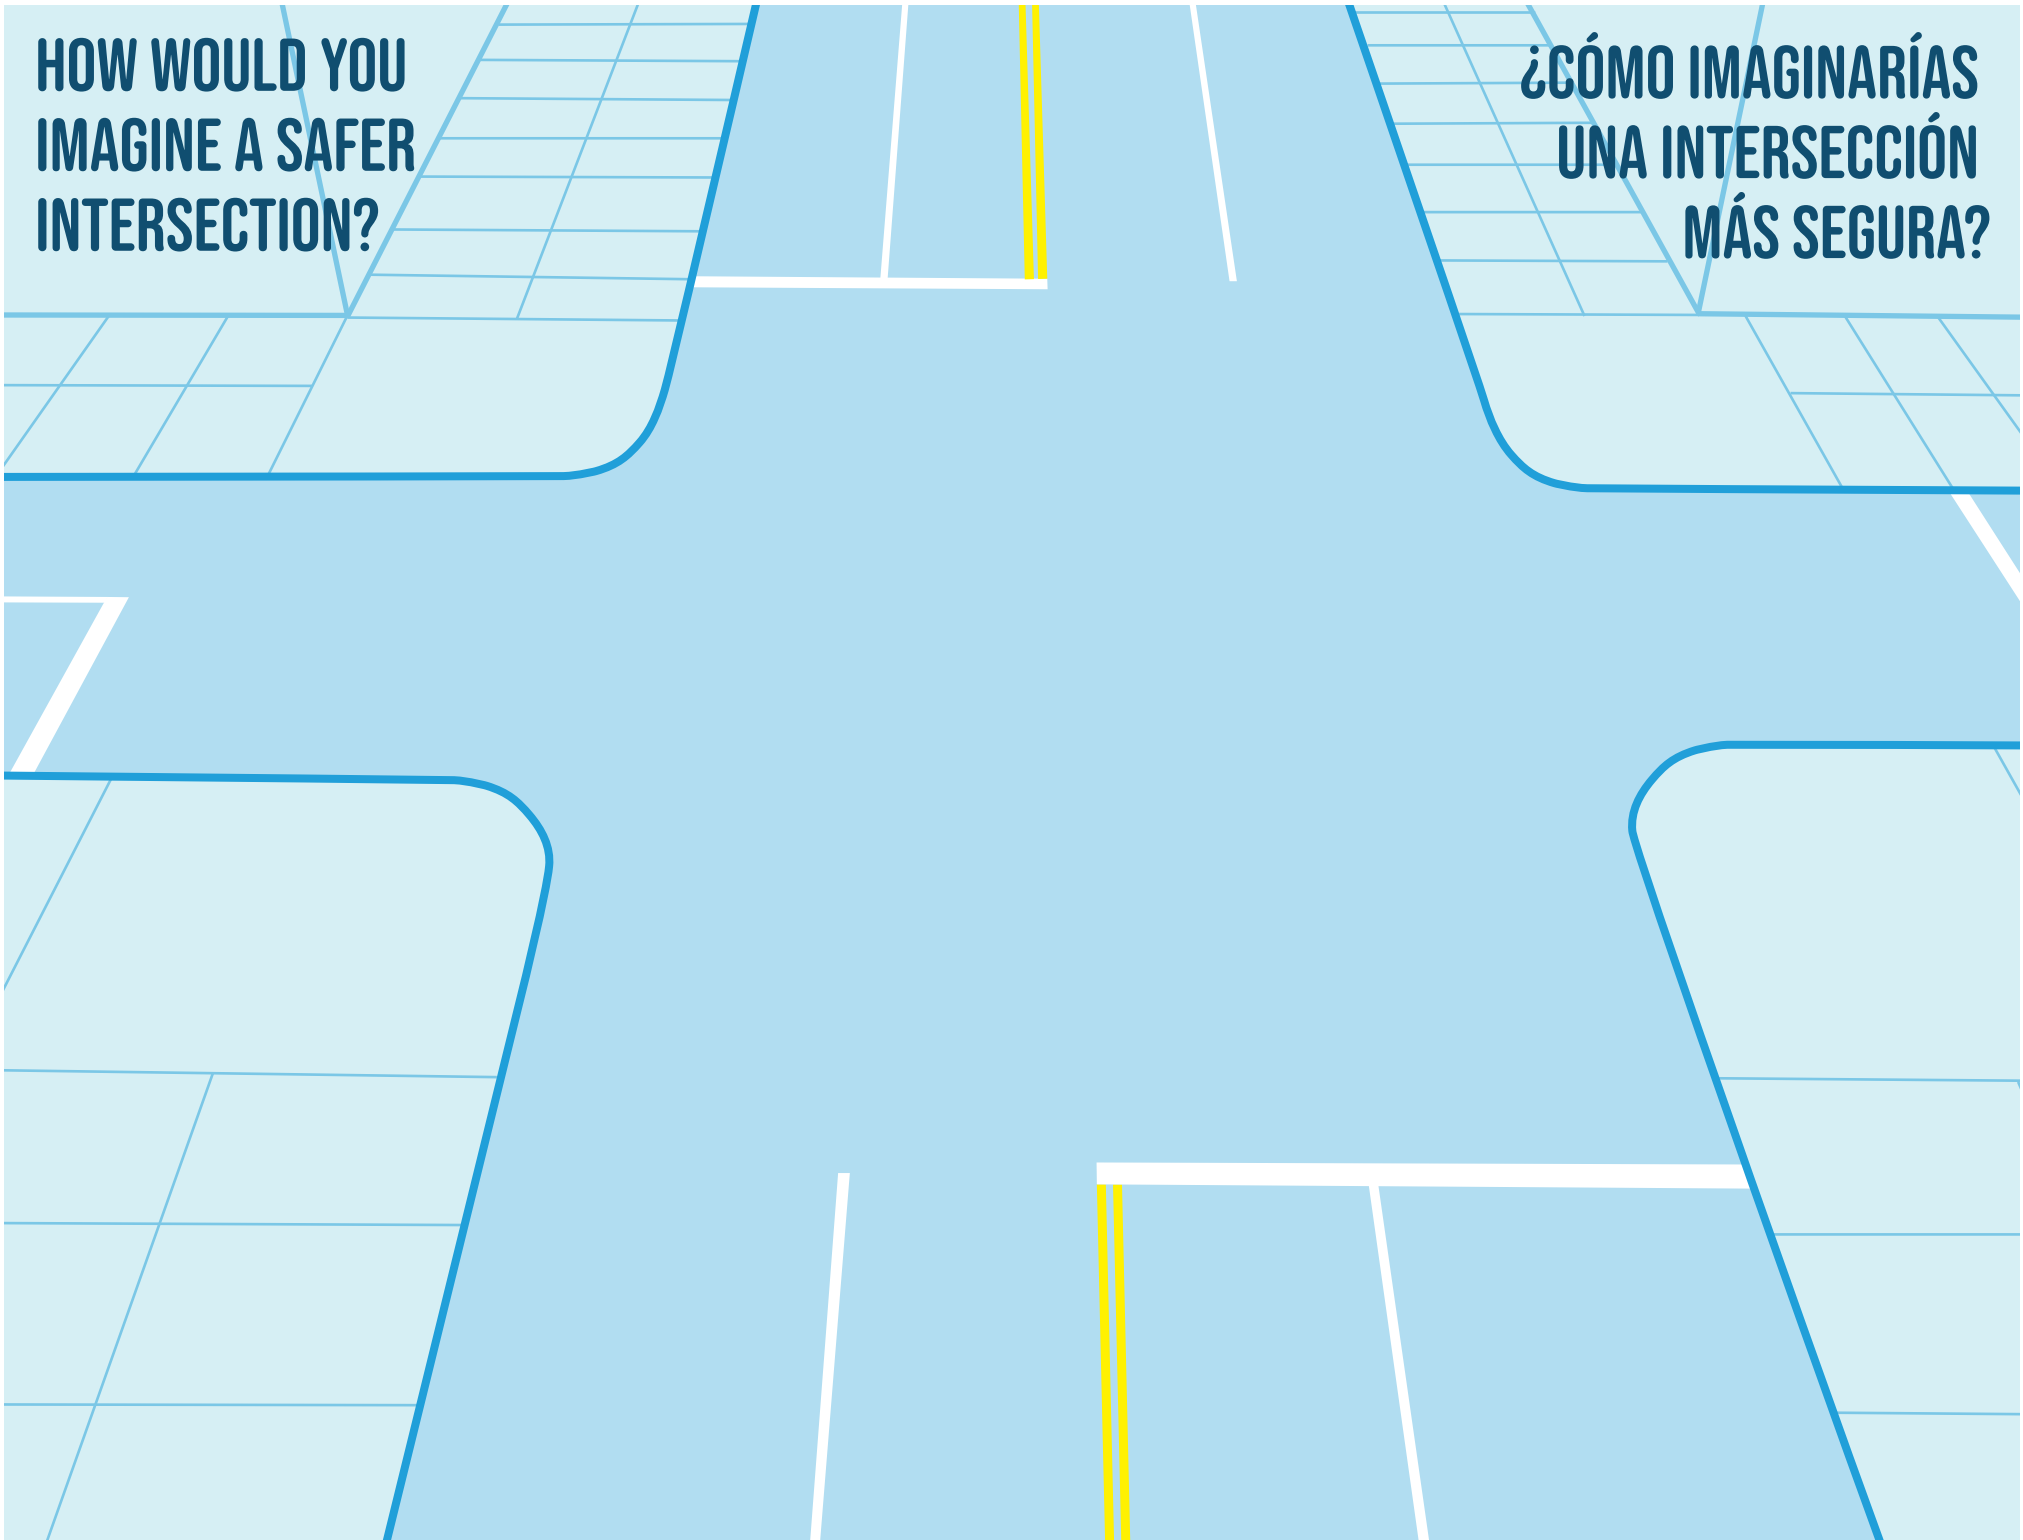 HOW WOULD YOU
IMAGINE A SAFER
INTERSECTION?
¿CÓMO IMAGINARÍAS
UNA INTERSECCIÓN
MÁS SEGURA?